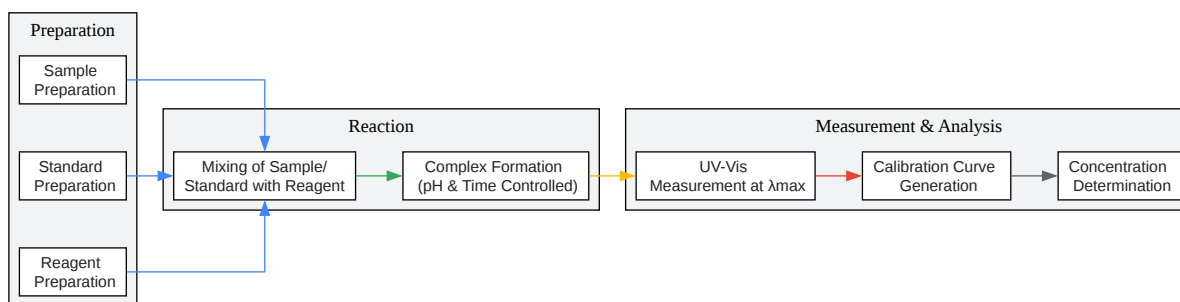 Preparation
Sample
Preparation
Standard
Preparation
Reagent
Preparation
Reaction
Mixing of Sample/
Standard with Reagent
Complex Formation
(pH & Time Controlled)
Measurement & Analysis
UV-Vis
Measurement at λmax
Calibration Curve
Generation
Concentration
Determination